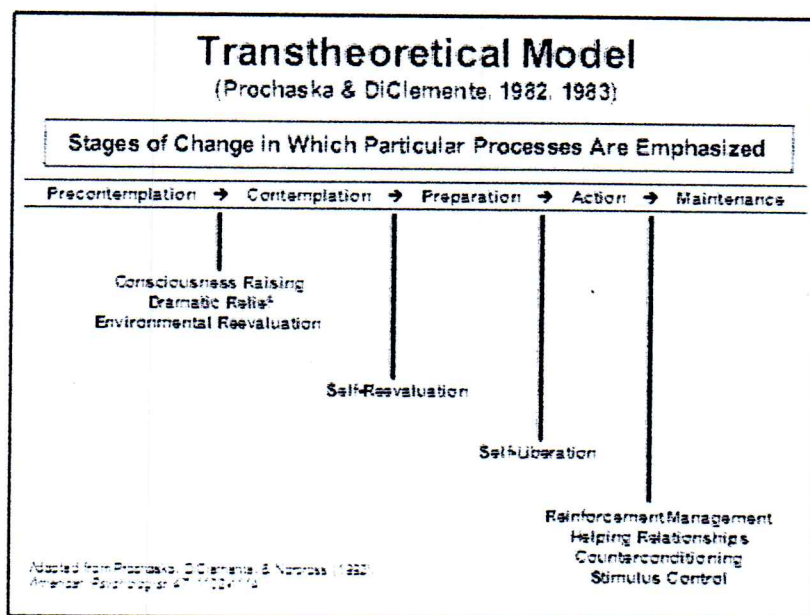 Transtheoretical Model
(Prochaska & DiClemente, 1982, 1983)
Stages of Change in Which Particular Processes Are Emphasized
Precontemplation → Contemplation → Preparation → Action → Maintenance
Consciousness Raising
Dramatic Relief
Environmental Reevaluation
Self-Reevaluation
Self-Liberation
Reinforcement Management
Helping Relationships
Counterconditioning
Stimulus Control
Adapted from Prochaska, DiClemente, & Norcross (1992)
American Psychologist